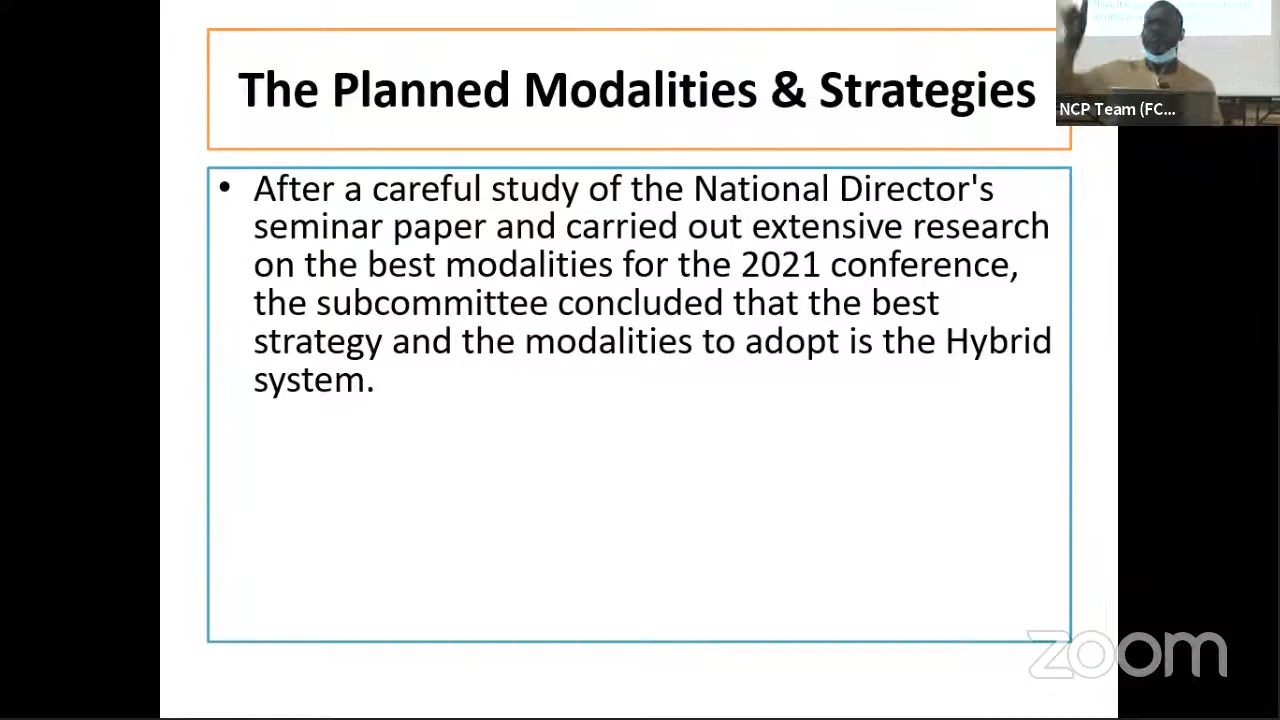 The Planned Modalities & Strategies
NCP Team (FC...
• After a careful study of the National Director's
seminar paper and carried out extensive research
on the best modalities for the 2021 conference,
the subcommittee concluded that the best
strategy and the modalities to adopt is the Hybrid
system.
zoom